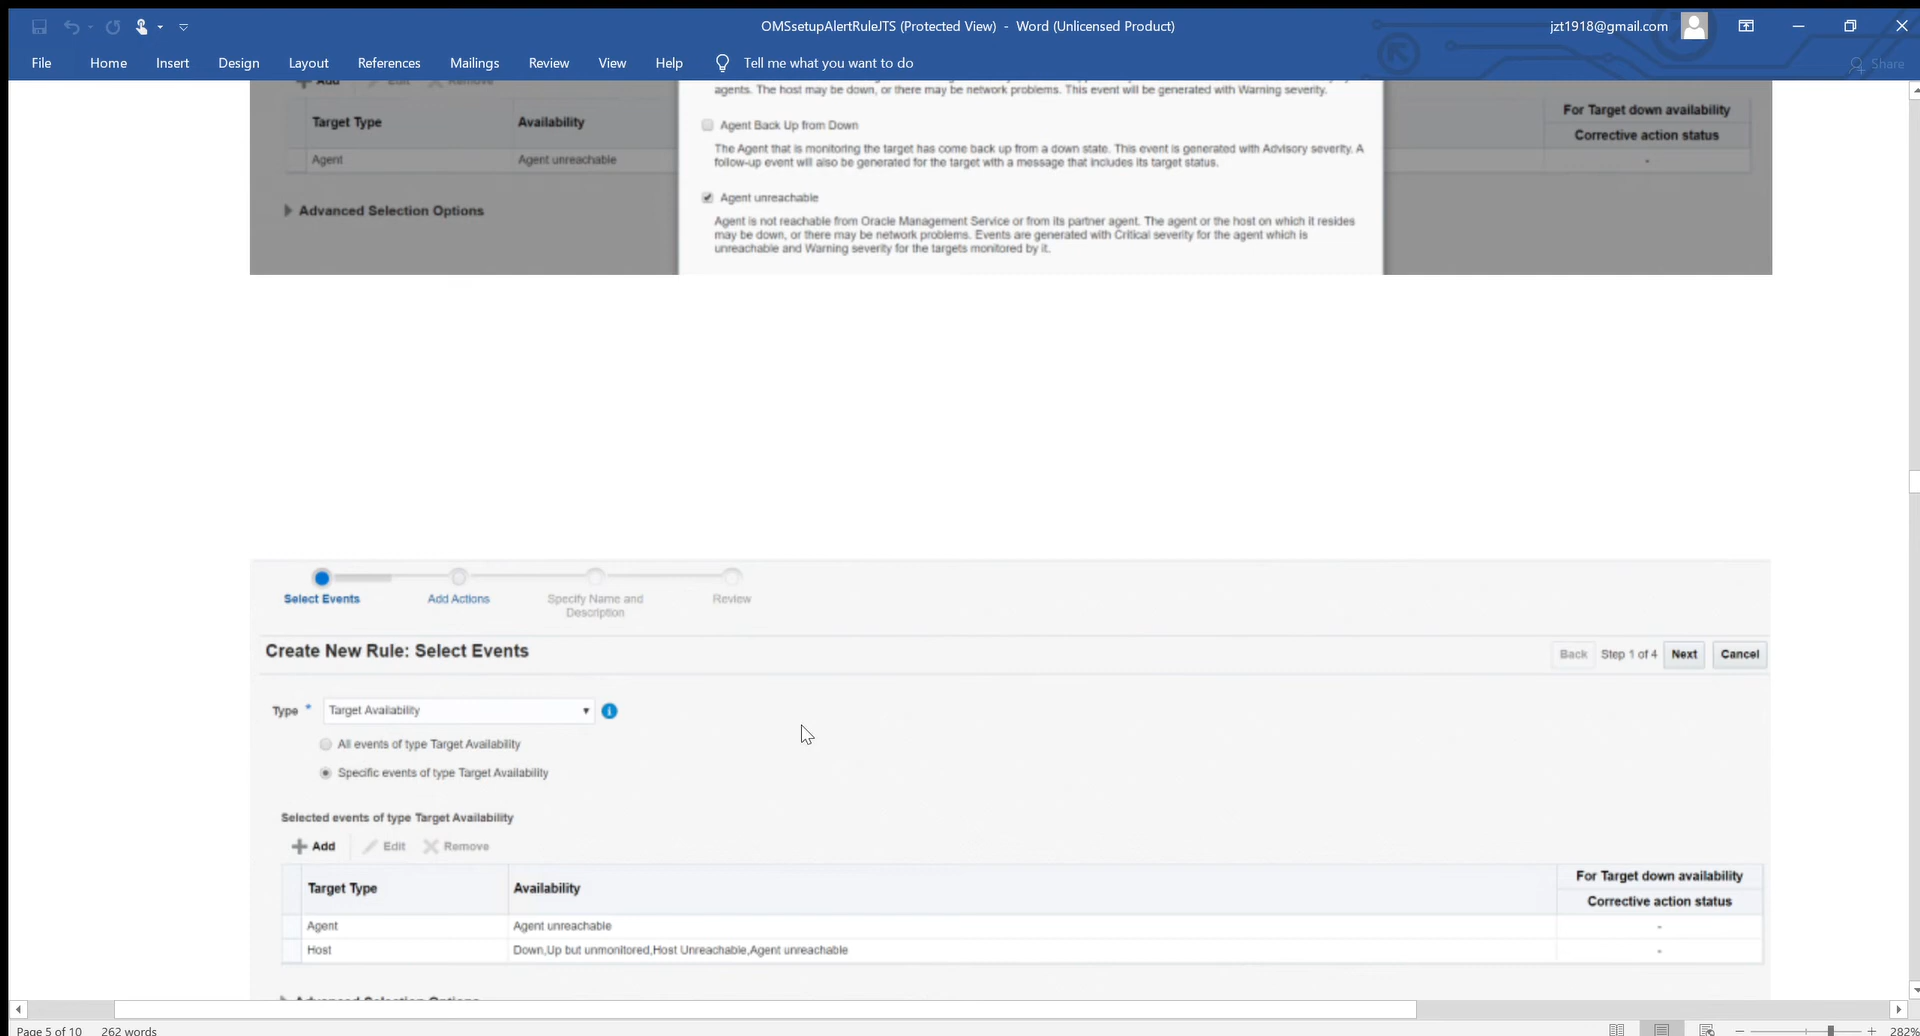 OMSsetupAlertRuleJTS (Protected View) - Word (Unlicensed Product)
jzt1918@gmail.com
File Home Insert Design Layout References Mailings Review View Help Tell me what you want to do
Share
Add Edit Remove
agents. The host may be down, or there may be network problems. This event will be generated with Warning severity.
Target Type Availability
For Target down availability
Corrective action status
Agent Agent unreachable -
Agent Back Up from Down
The Agent that is monitoring the target has come back up from a down state. This event is generated with Advisory severity. A
follow-up event will also be generated for the target with a message that includes its target status.
Advanced Selection Options
Agent unreachable
Agent is not reachable from Oracle Management Service or from its partner agent. The agent or the host on which it resides
may be down, or there may be network problems. Events are generated with Critical severity for the agent which is
unreachable and Warning severity for the targets monitored by it.
Select Events Add Actions Specify Name and Review
Description
Create New Rule: Select Events
Back Step 1 of 4 Next Cancel
Type * Target Availability
All events of type Target Availability
Specific events of type Target Availability
Selected events of type Target Availability
Add Edit Remove
Target Type Availability
For Target down availability
Corrective action status
Agent Agent unreachable -
Host Down,Up but unmonitored,Host Unreachable,Agent unreachable -
Advanced Selection Options
Page 5 of 10 262 words 282%